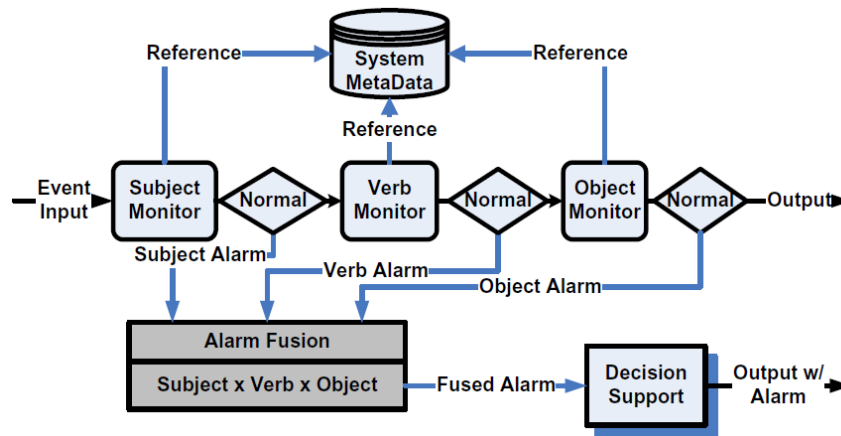 Reference
System
MetaData
Reference
Reference
Event
Input
Subject
Monitor
Normal
Verb
Monitor
Normal
Object
Monitor
Normal
Output
Subject Alarm
Verb Alarm
Object Alarm
Alarm Fusion
Subject x Verb x Object
Fused Alarm
Decision
Support
Output w/
Alarm